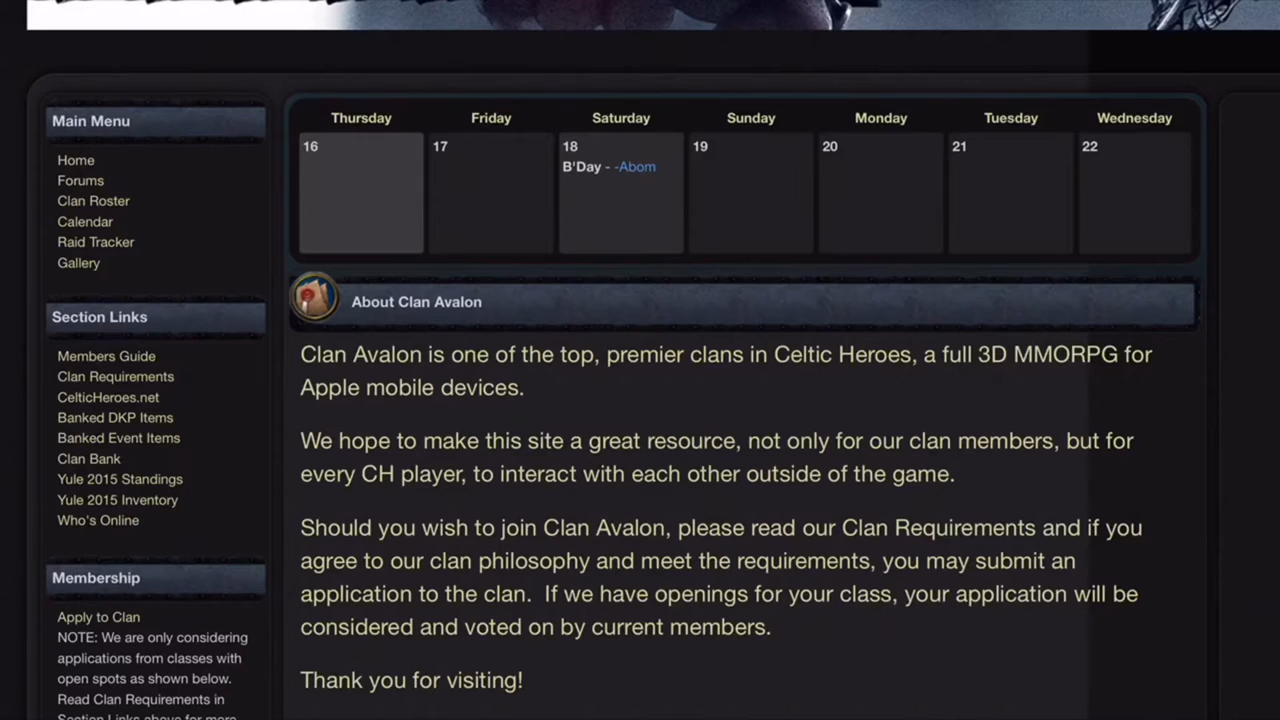 Main Menu
Home
Forums
Clan Roster
Calendar
Raid Tracker
Gallery
Section Links
Members Guide
Clan Requirements
CelticHeroes.net
Banked DKP Items
Banked Event Items
Clan Bank
Yule 2015 Standings
Yule 2015 Inventory
Who's Online
Membership
Apply to Clan
NOTE: We are only considering
applications from classes with
open spots as shown below.
Read Clan Requirements in
Section Links above for more
Thursday Friday Saturday Sunday Monday Tuesday Wednesday
16 17 18 19 20 21 22
B'Day - -Abom
About Clan Avalon
Clan Avalon is one of the top, premier clans in Celtic Heroes, a full 3D MMORPG for
Apple mobile devices.
We hope to make this site a great resource, not only for our clan members, but for
every CH player, to interact with each other outside of the game.
Should you wish to join Clan Avalon, please read our Clan Requirements and if you
agree to our clan philosophy and meet the requirements, you may submit an
application to the clan.  If we have openings for your class, your application will be
considered and voted on by current members.
Thank you for visiting!